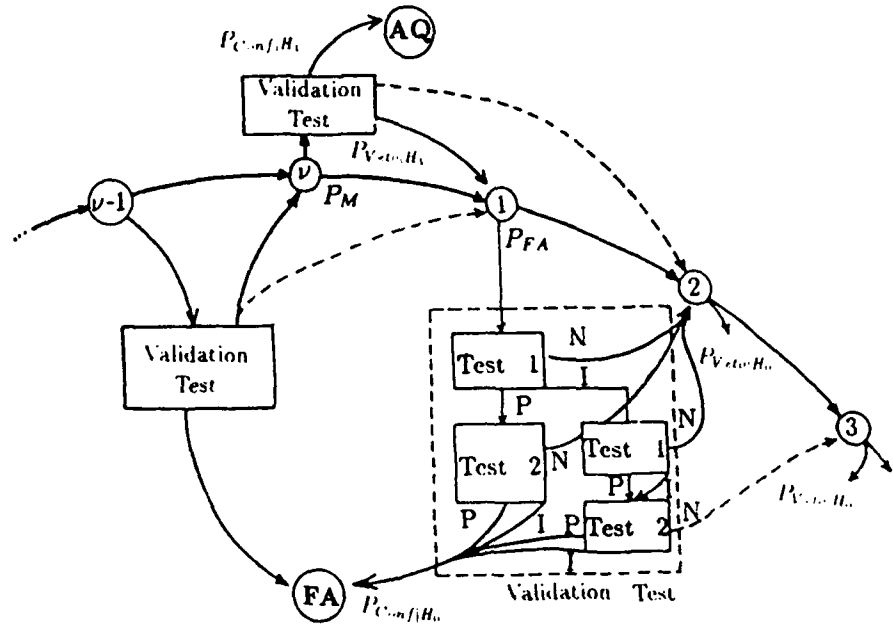 AQ
P_{Conf|H_1}
Validation
Test
P_{Veto|H_1}
ν
ν-1
P_M
1
P_{FA}
2
Validation
Test
N
Test 1
I
P_{Veto|H_0}
P
3
N
Test 2
N
Test 1
P
P_{Veto|H_0}
N
P
I
P
Test 2
I
FA
P_{Conf|H_0}
Validation Test